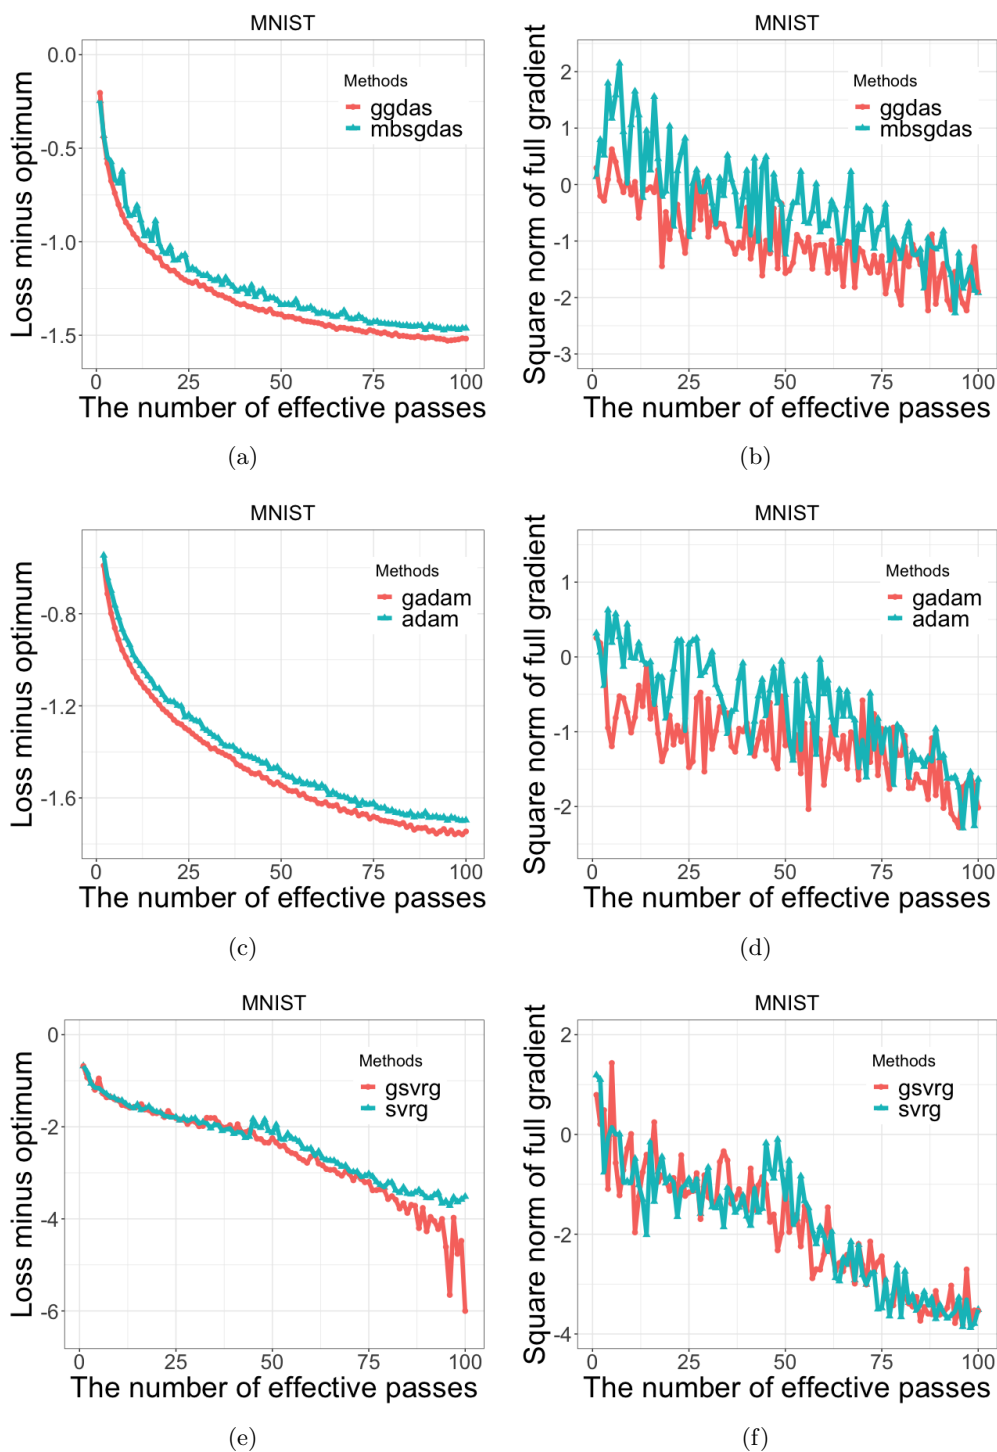 MNIST
Loss minus optimum
0.0
-0.5
-1.0
-1.5
Methods
ggdas
mbsgdas
0 25 50 75 100
The number of effective passes
(a)
MNIST
Square norm of full gradient
2
1
0
-1
-2
-3
Methods
ggdas
mbsgdas
0 25 50 75 100
The number of effective passes
(b)
MNIST
Loss minus optimum
-0.8
-1.2
-1.6
Methods
gadam
adam
0 25 50 75 100
The number of effective passes
(c)
MNIST
Square norm of full gradient
1
0
-1
-2
Methods
gadam
adam
0 25 50 75 100
The number of effective passes
(d)
MNIST
Loss minus optimum
0
-2
-4
-6
Methods
gsvrg
svrg
0 25 50 75 100
The number of effective passes
(e)
MNIST
Square norm of full gradient
2
0
-2
-4
Methods
gsvrg
svrg
0 25 50 75 100
The number of effective passes
(f)